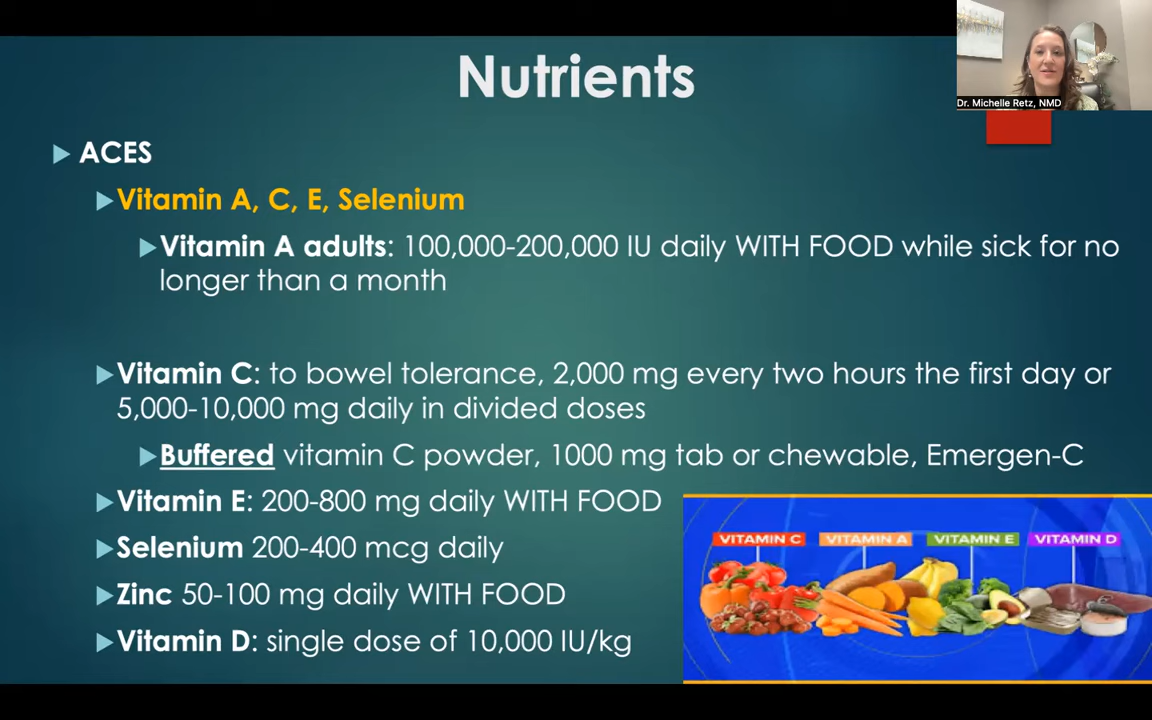 Nutrients
Dr. Michelle Retz, NMD
ACES
Vitamin A, C, E, Selenium
Vitamin A adults: 100,000-200,000 IU daily WITH FOOD while sick for no
longer than a month
Vitamin C: to bowel tolerance, 2,000 mg every two hours the first day or
5,000-10,000 mg daily in divided doses
Buffered vitamin C powder, 1000 mg tab or chewable, Emergen-C
Vitamin E: 200-800 mg daily WITH FOOD
Selenium 200-400 mcg daily
Zinc 50-100 mg daily WITH FOOD
Vitamin D: single dose of 10,000 IU/kg
VITAMIN C VITAMIN A VITAMIN E VITAMIN D